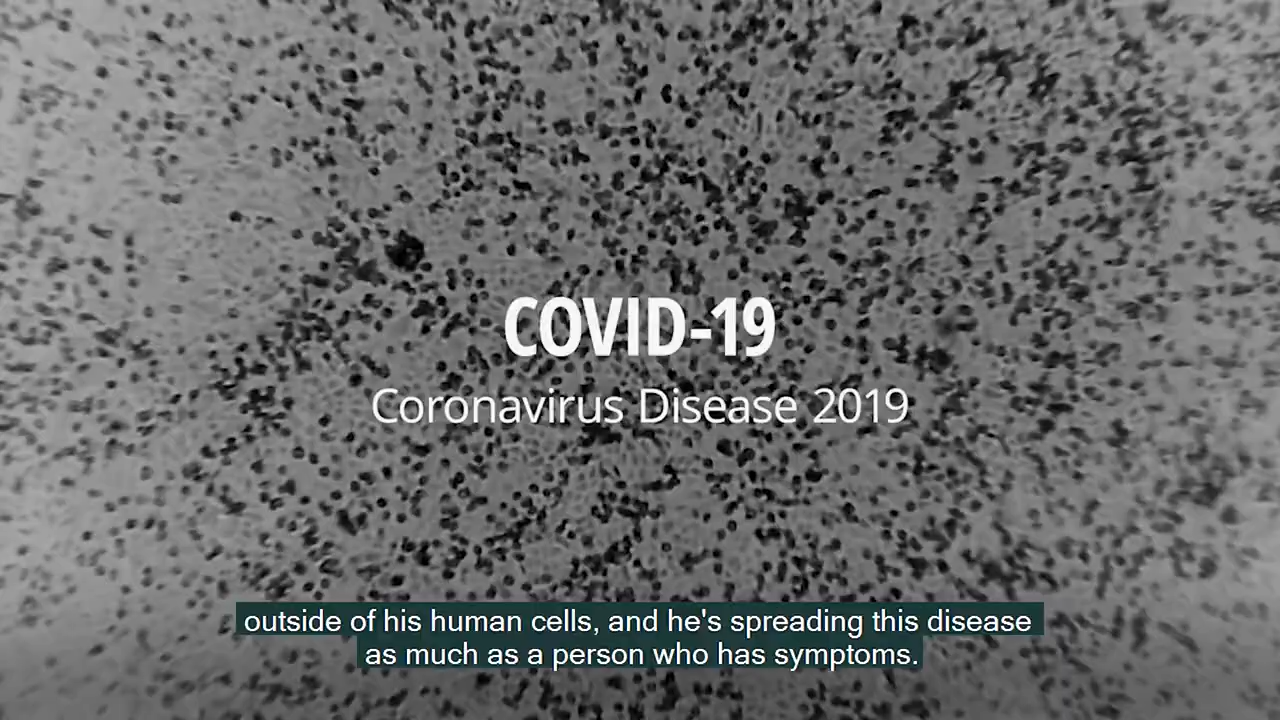 COVID-19
Coronavirus Disease 2019
outside of his human cells, and he's spreading this disease
as much as a person who has symptoms.